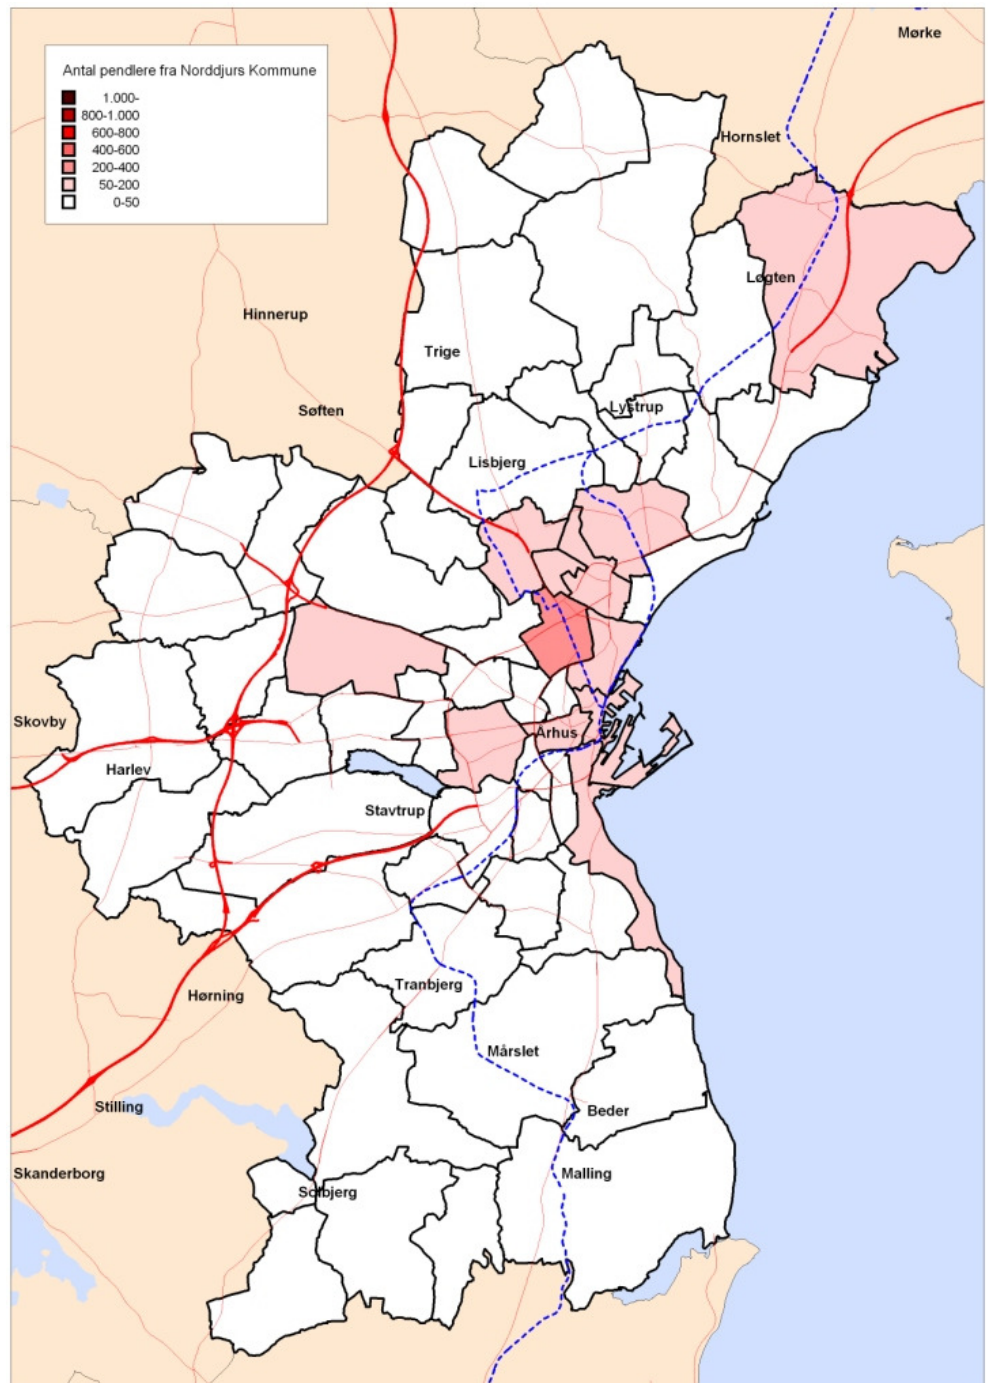 Mørke
Antal pendlere fra Norddjurs Kommune
1.000-
800-1.000
600-800
400-600
200-400
50-200
0-50
Hornslet
Løgten
Hinnerup
Trige
Søften
Lystrup
Lisbjerg
Skovby
Århus
Harlev
Stavtrup
Tranbjerg
Hørning
Mårslet
Stilling
Beder
Skanderborg
Malling
Solbjerg